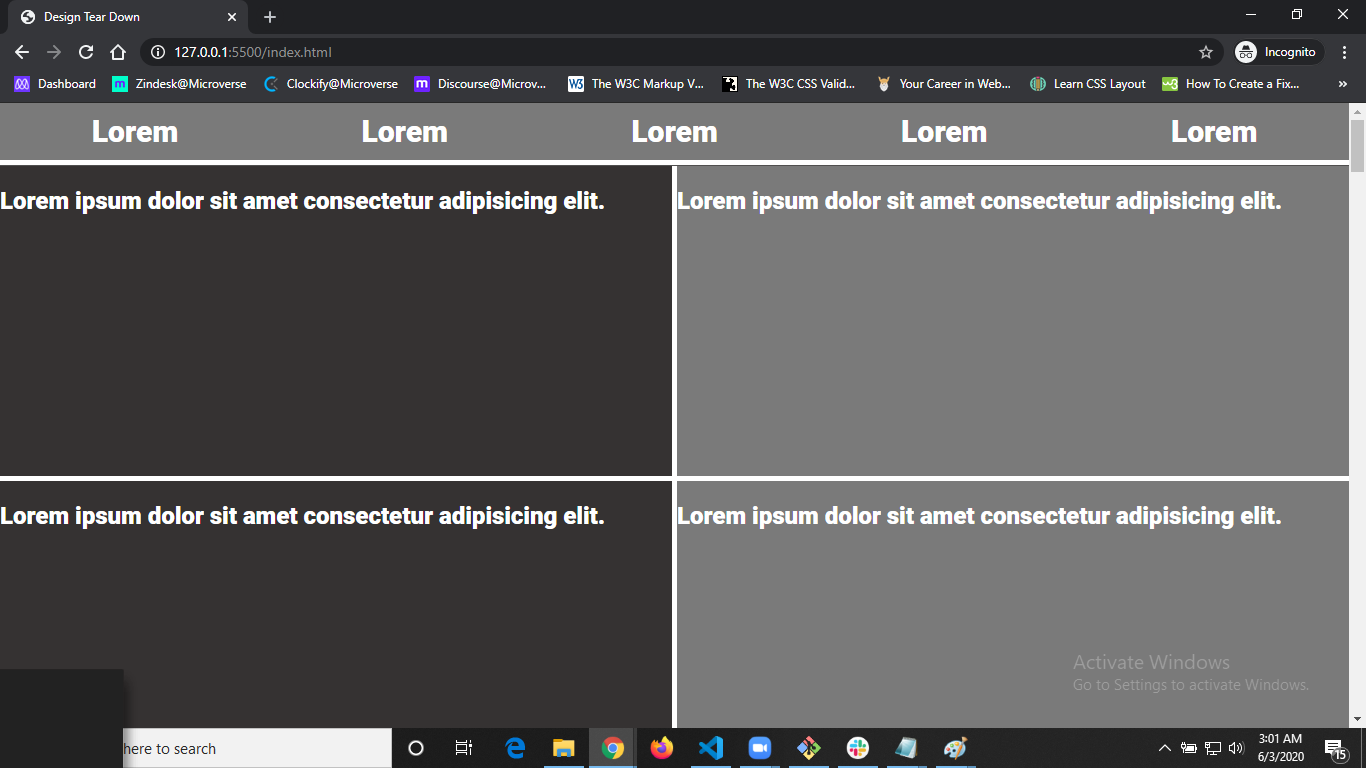 Design Tear Down
127.0.0.1:5500/index.html
Incognito
Dashboard Zindesk@Microverse Clockify@Microverse Discourse@Microv... The W3C Markup V... The W3C CSS Valid... Your Career in Web... Learn CSS Layout How To Create a Fix... »
Lorem Lorem Lorem Lorem Lorem
Lorem ipsum dolor sit amet consectetur adipisicing elit. Lorem ipsum dolor sit amet consectetur adipisicing elit.
Lorem ipsum dolor sit amet consectetur adipisicing elit. Lorem ipsum dolor sit amet consectetur adipisicing elit.
Activate Windows
Go to Settings to activate Windows.
here to search
3:01 AM
6/3/2020
15